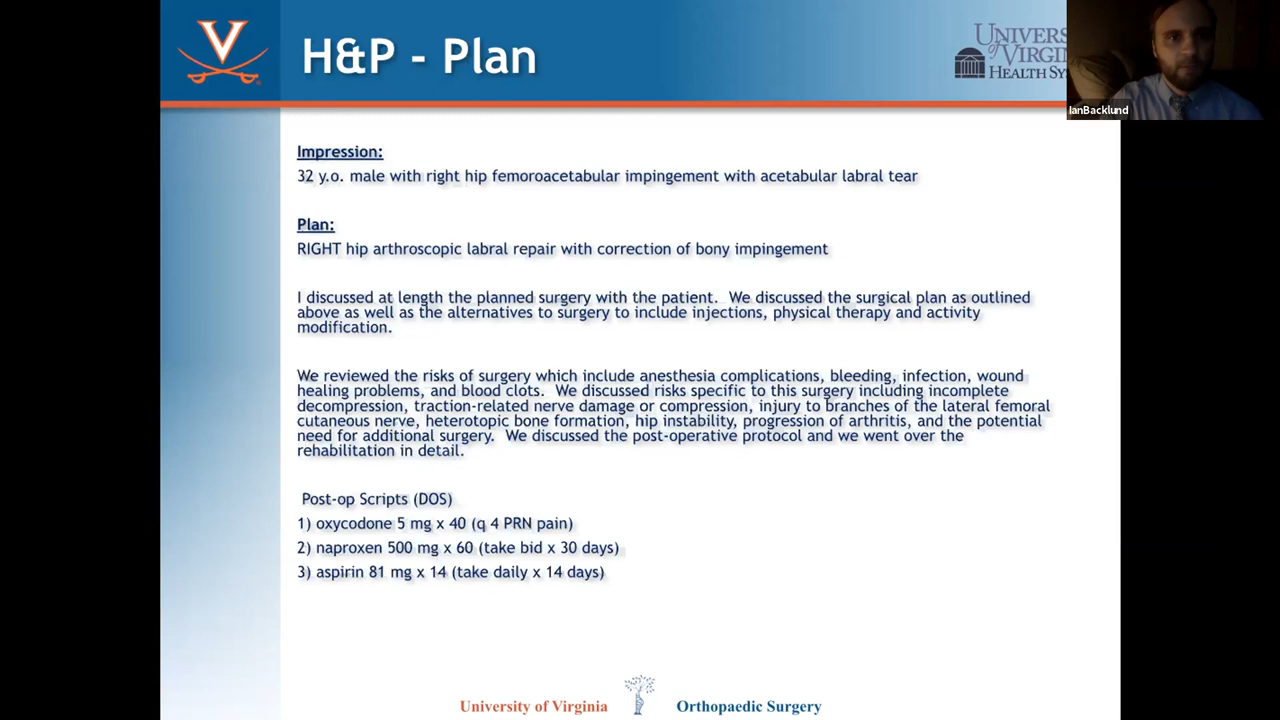 H&P - Plan
UNIVERS
of VIRGIN
HEALTH SYS
IanBacklund
Impression:
32 y.o. male with right hip femoroacetabular impingement with acetabular labral tear
Plan:
RIGHT hip arthroscopic labral repair with correction of bony impingement
I discussed at length the planned surgery with the patient.  We discussed the surgical plan as outlined
above as well as the alternatives to surgery to include injections, physical therapy and activity
modification.
We reviewed the risks of surgery which include anesthesia complications, bleeding, infection, wound
healing problems, and blood clots.  We discussed risks specific to this surgery including incomplete
decompression, traction-related nerve damage or compression, injury to branches of the lateral femoral
cutaneous nerve, heterotopic bone formation, hip instability, progression of arthritis, and the potential
need for additional surgery.  We discussed the post-operative protocol and we went over the
rehabilitation in detail.
Post-op Scripts (DOS)
1) oxycodone 5 mg x 40 (q 4 PRN pain)
2) naproxen 500 mg x 60 (take bid x 30 days)
3) aspirin 81 mg x 14 (take daily x 14 days)
University of Virginia Orthopaedic Surgery